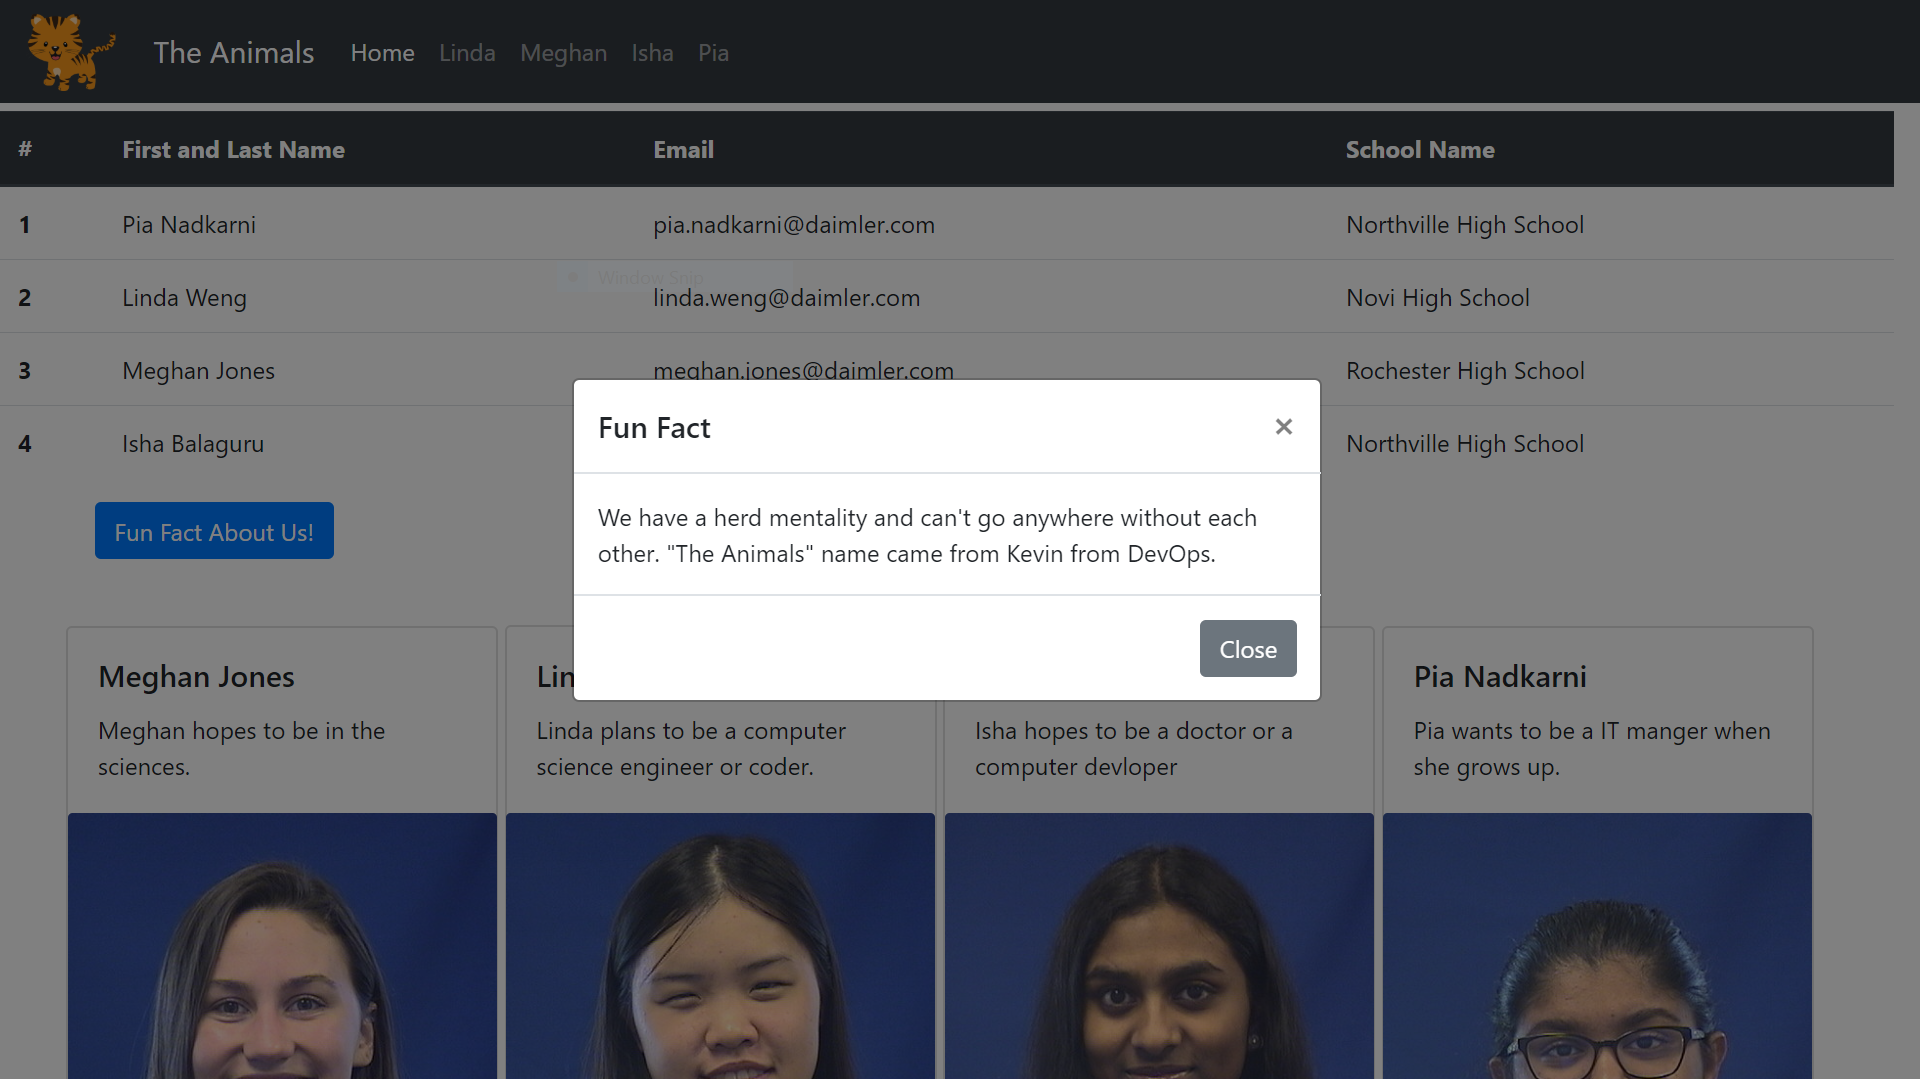 The Animals Home Linda Meghan Isha Pia
# First and Last Name Email School Name
1 Pia Nadkarni pia.nadkarni@daimler.com Northville High School
Window Snip
2 Linda Weng linda.weng@daimler.com Novi High School
3 Meghan Jones meghan.jones@daimler.com Rochester High School
4 Isha Balaguru Northville High School
Fun Fact ×
We have a herd mentality and can't go anywhere without each
other. "The Animals" name came from Kevin from DevOps.
Close
Fun Fact About Us!
Meghan Jones
Meghan hopes to be in the
sciences.
Lin
Linda plans to be a computer
science engineer or coder.
Isha hopes to be a doctor or a
computer devloper
Pia Nadkarni
Pia wants to be a IT manger when
she grows up.